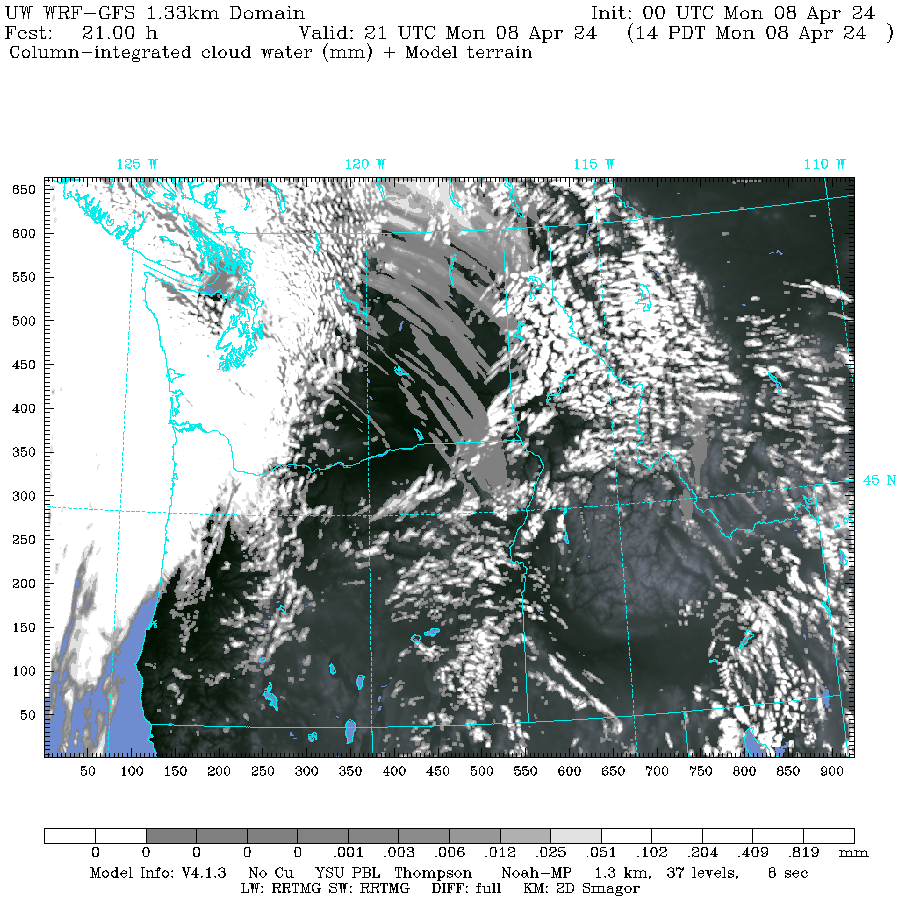 UW WRF-GFS 1.33km Domain Init: 00 UTC Mon 08 Apr 24
Fcst: 21.00 h Valid: 21 UTC Mon 08 Apr 24 (14 PDT Mon 08 Apr 24 )
Column-integrated cloud water (mm) + Model terrain
125 W 120 W 115 W 110 W
650
600
550
500
450
400
350
300
250
200
150
100
50
45 N
50 100 150 200 250 300 350 400 450 500 550 600 650 700 750 800 850 900
0 0 0 0 .001 .003 .006 .012 .025 .051 .102 .204 .409 .819 mm
Model Info: V4.1.3 No Cu YSU PBL Thompson Noah-MP 1.3 km, 37 levels, 8 sec
LW: RRTMG SW: RRTMG DIFF: full KM: 2D Smagor